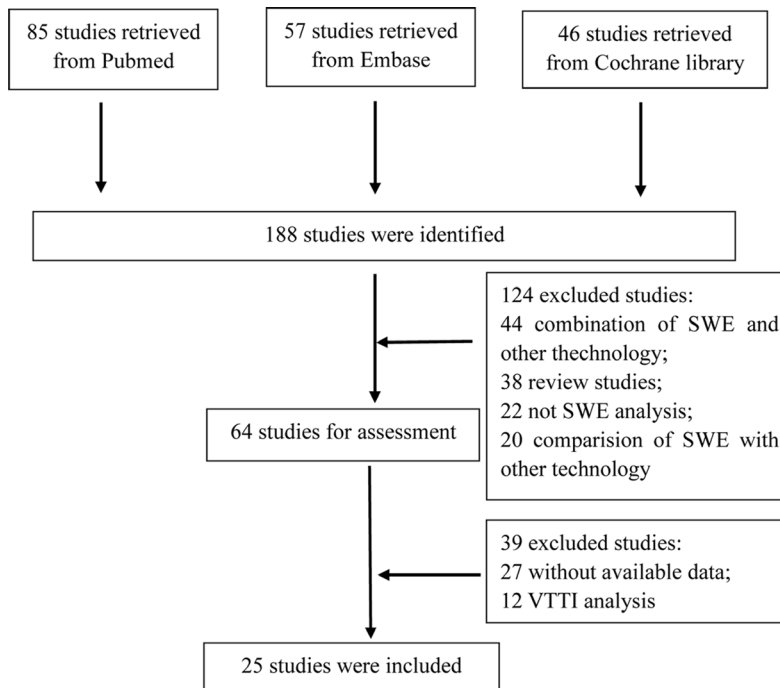 85 studies retrieved
from Pubmed
57 studies retrieved
from Embase
46 studies retrieved
from Cochrane library
188 studies were identified
124 excluded studies:
44 combination of SWE and
other thechnology;
38 review studies;
22 not SWE analysis;
20 comparision of SWE with
other technology
64 studies for assessment
39 excluded studies:
27 without available data;
12 VTTI analysis
25 studies were included